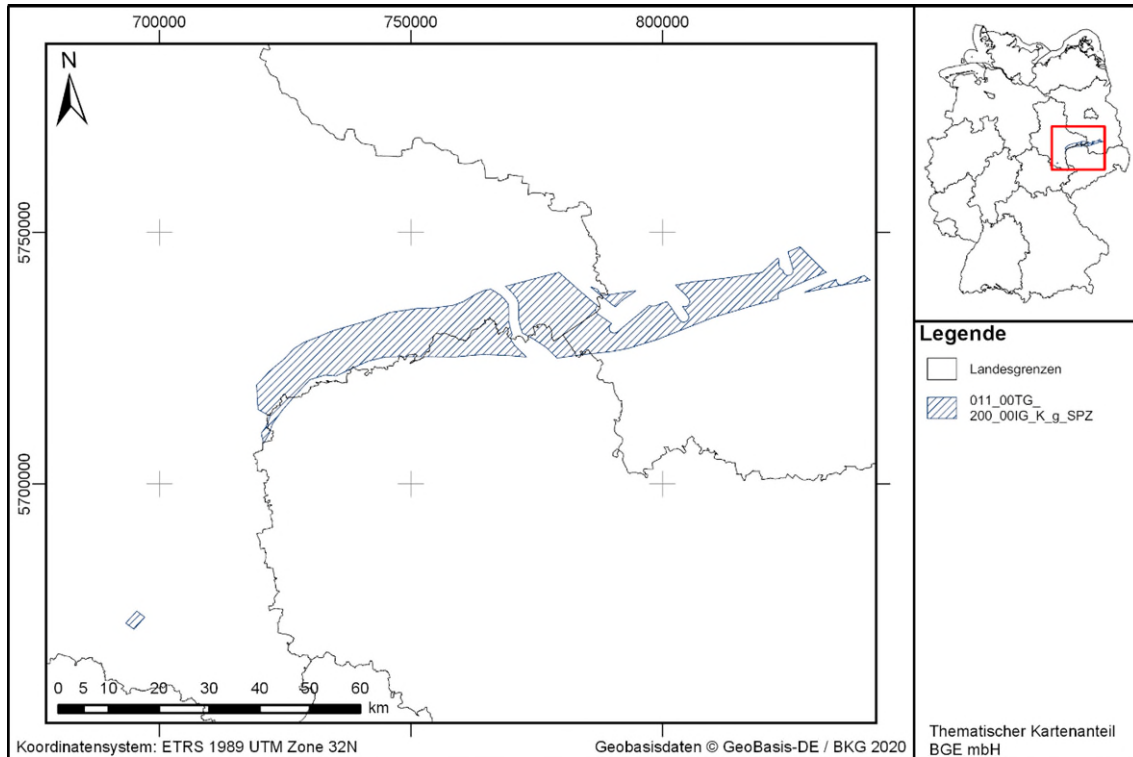 700000 750000 800000
N
5750000
5700000
0 5 10 20 30 40 50 60
km
Koordinatensystem: ETRS 1989 UTM Zone 32N
Geobasisdaten © GeoBasis-DE / BKG 2020
Legende
Landesgrenzen
011_00TG_
200_00IG_K_g_SPZ
Thematischer Kartenanteil
BGE mbH